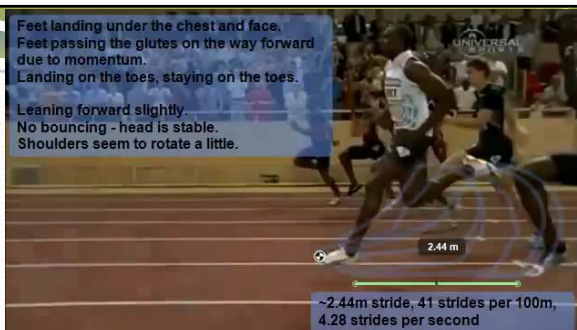 Feet landing under the chest and face.
Feet passing the glutes on the way forward
due to momentum.
Landing on the toes, staying on the toes.
Leaning forward slightly.
No bouncing - head is stable.
Shoulders seem to rotate a little.
UNIVERSAL
SPORTS
2.44 m
~2.44m stride, 41 strides per 100m,
4.28 strides per second